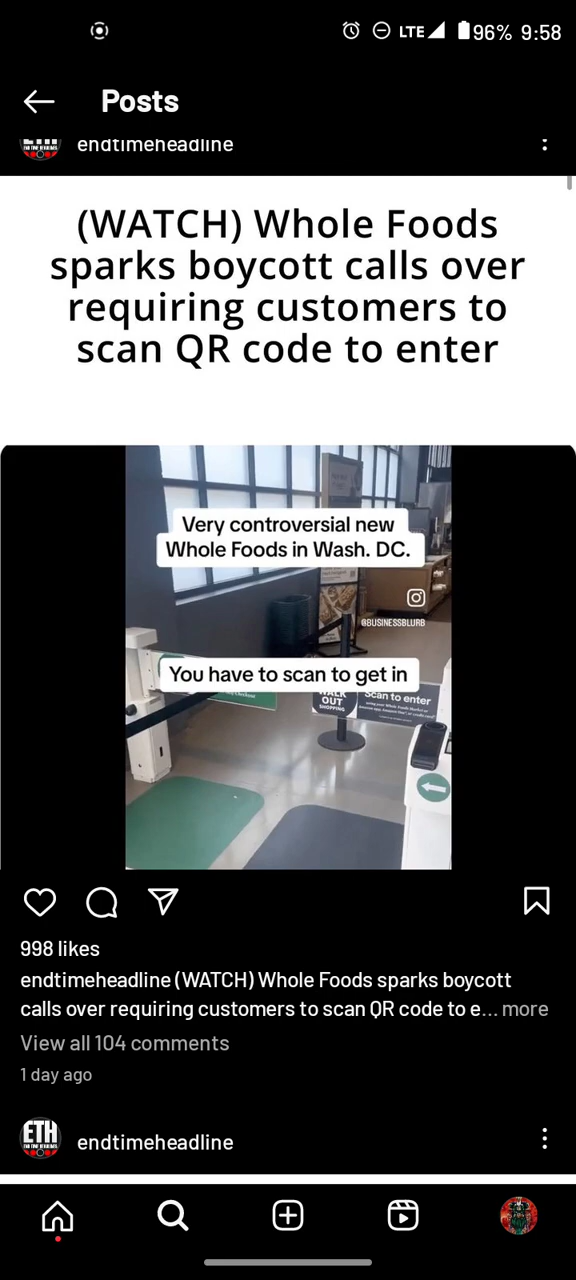 LTE 96% 9:58
Posts
endtimeheadline
(WATCH) Whole Foods
sparks boycott calls over
requiring customers to
scan QR code to enter
Very controversial new
Whole Foods in Wash. DC.
@BUSINESSBLURB
You have to scan to get in
WALK
OUT
SHOPPING
Scan to enter
998 likes
endtimeheadline (WATCH) Whole Foods sparks boycott
calls over requiring customers to scan QR code to e... more
View all 104 comments
1 day ago
ETH
endtimeheadline